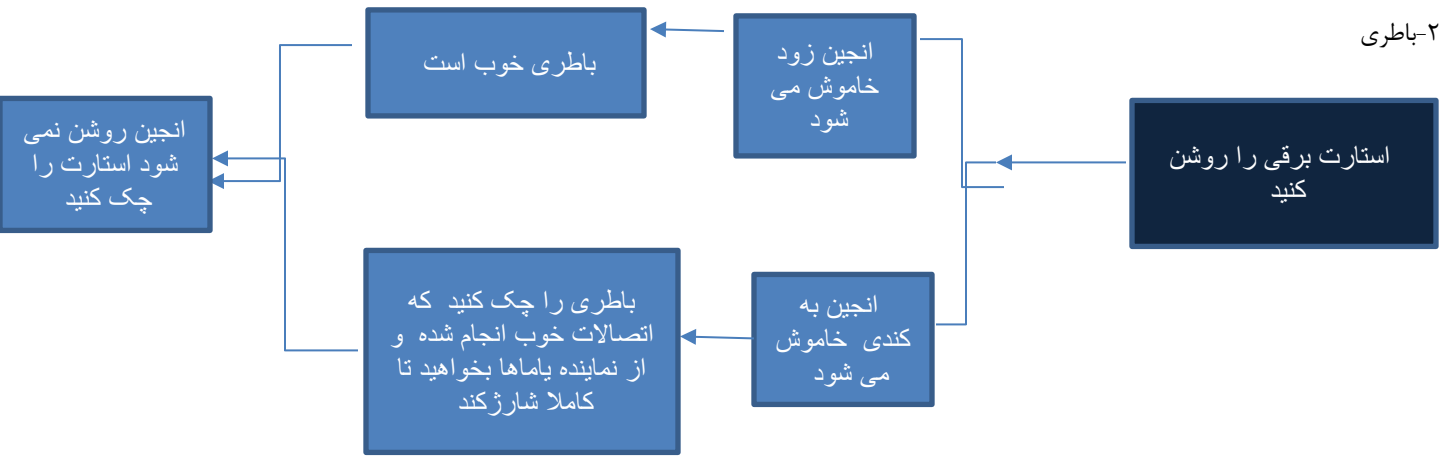 ۲-باطری
استارت برقی را روشن
کنید
انجین زود
خاموش می
شود
باطری خوب است
انجین به
کندی خاموش
می شود
باطری را چک کنید که
اتصالات خوب انجام شده و
از نماینده یاماها بخواهید تا
کاملا شارژکند
انجین روشن نمی
شود استارت را
چک کنید